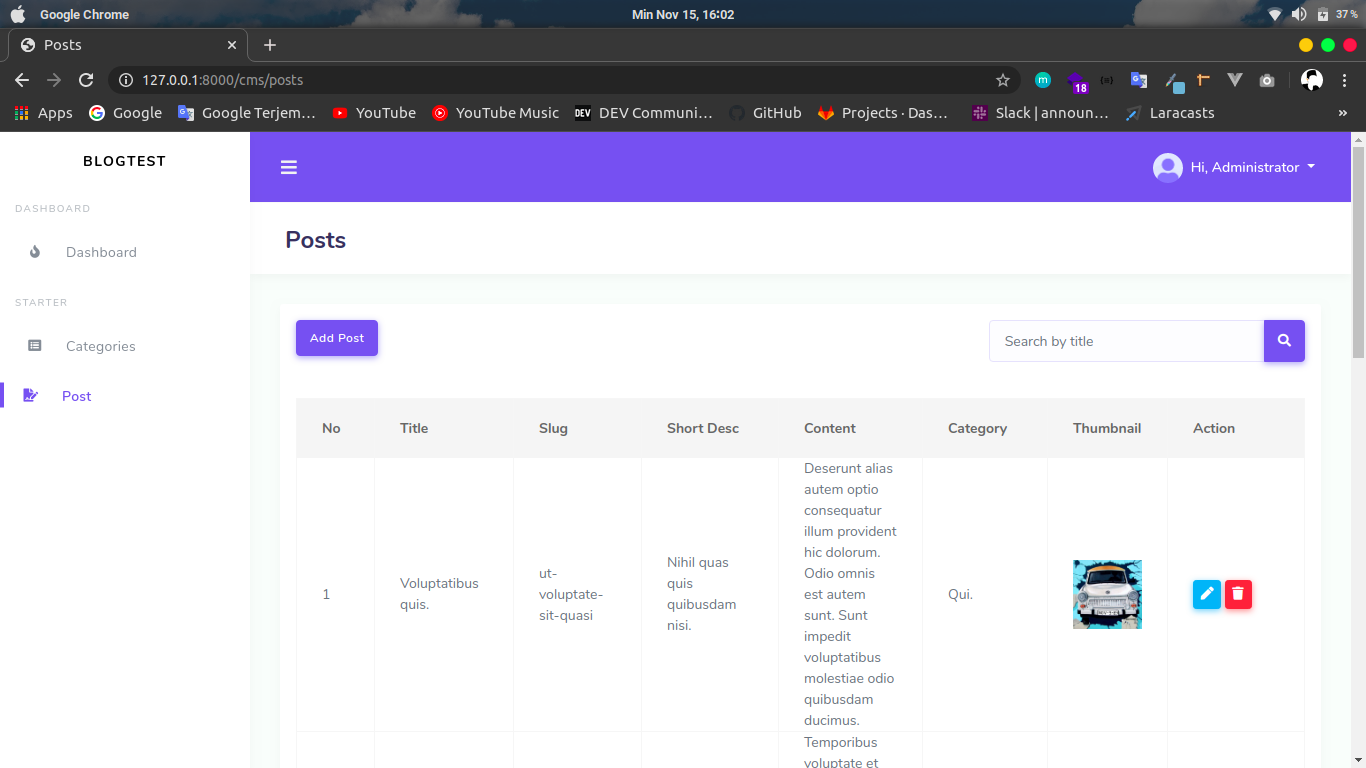 Google Chrome
Min Nov 15, 16:02
37 %
Posts
127.0.0.1:8000/cms/posts
m
18
Apps
Google
Google Terjem…
YouTube
YouTube Music
DEV
DEV Communi…
GitHub
Projects · Das…
Slack | announ…
Laracasts
»
BLOGTEST
Hi, Administrator
DASHBOARD
Dashboard
STARTER
Categories
Post
Posts
Add Post
Search by title
No
Title
Slug
Short Desc
Content
Category
Thumbnail
Action
1
Voluptatibus
quis.
ut-
voluptate-
sit-quasi
Nihil quas
quis
quibusdam
nisi.
Deserunt alias
autem optio
consequatur
illum provident
hic dolorum.
Odio omnis
est autem
sunt. Sunt
impedit
voluptatibus
molestiae odio
quibusdam
ducimus.
Qui.
Temporibus
voluptate et